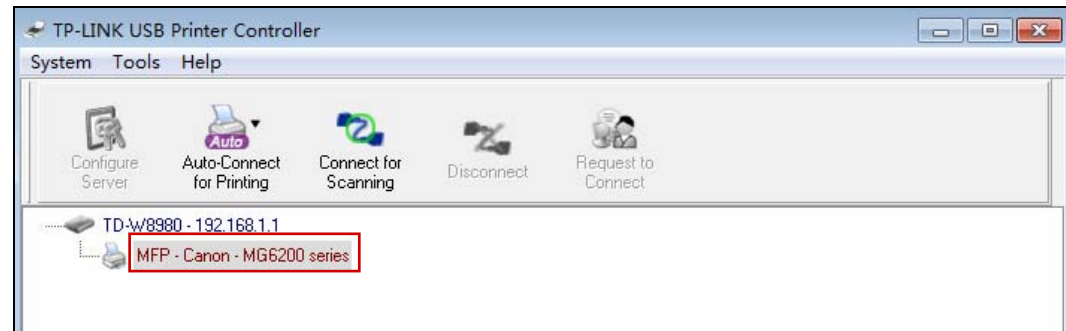 TP-LINK USB Printer Controller
System Tools Help
Auto
Configure Server
Auto-Connect for Printing
Connect for Scanning
Disconnect
Request to Connect
TD-W8980 - 192.168.1.1
MFP - Canon - MG6200 series